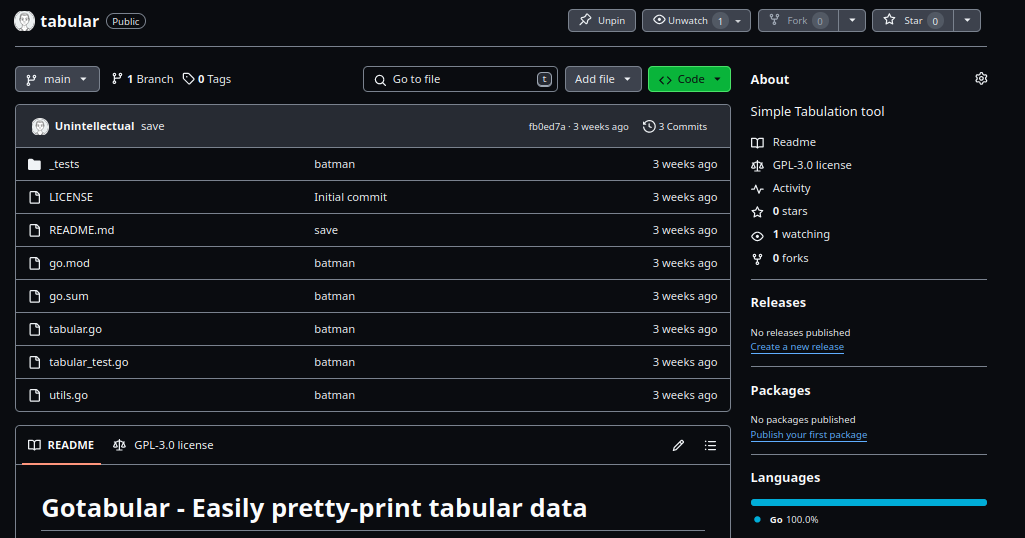 tabular Public Unpin Unwatch 1 Fork 0 Star 0
main 1 Branch 0 Tags Go to file t Add file Code
Unintellectual save fb0ed7a · 3 weeks ago 3 Commits
_tests batman 3 weeks ago
LICENSE Initial commit 3 weeks ago
README.md save 3 weeks ago
go.mod batman 3 weeks ago
go.sum batman 3 weeks ago
tabular.go batman 3 weeks ago
tabular_test.go batman 3 weeks ago
utils.go batman 3 weeks ago
README GPL-3.0 license
Gotabular - Easily pretty-print tabular data
About
Simple Tabulation tool
Readme
GPL-3.0 license
Activity
0 stars
1 watching
0 forks
Releases
No releases published
Create a new release
Packages
No packages published
Publish your first package
Languages
Go 100.0%